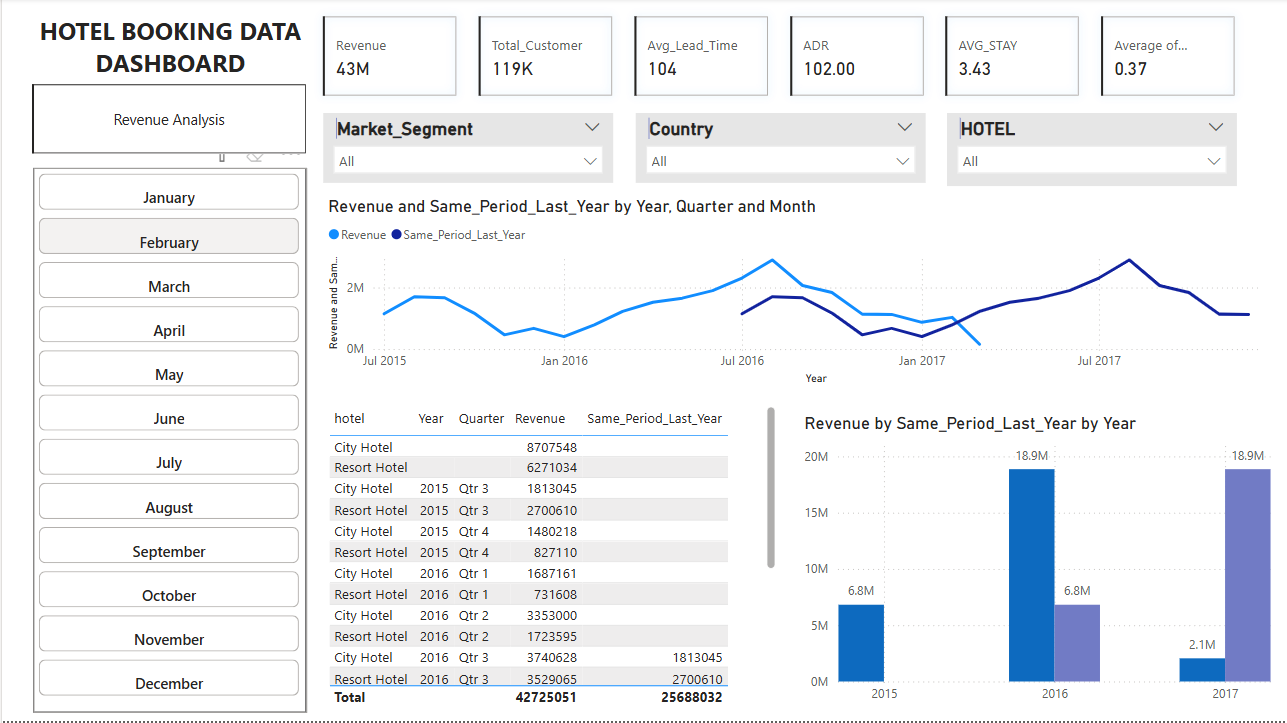 HOTEL BOOKING DATA
DASHBOARD
Revenue Analysis
January
February
March
April
May
June
July
August
September
October
November
December
Revenue
43M
Total_Customer
119K
Avg_Lead_Time
104
ADR
102.00
AVG_STAY
3.43
Average of...
0.37
Market_Segment
All
Country
All
HOTEL
All
Revenue and Same_Period_Last_Year by Year, Quarter and Month
Revenue Same_Period_Last_Year
Revenue and Sam...
2M
0M
Jul 2015 Jan 2016 Jul 2016 Jan 2017 Jul 2017
Year
hotel Year Quarter Revenue Same_Period_Last_Year
City Hotel 8707548
Resort Hotel 6271034
City Hotel 2015 Qtr 3 1813045
Resort Hotel 2015 Qtr 3 2700610
City Hotel 2015 Qtr 4 1480218
Resort Hotel 2015 Qtr 4 827110
City Hotel 2016 Qtr 1 1687161
Resort Hotel 2016 Qtr 1 731608
City Hotel 2016 Qtr 2 3353000
Resort Hotel 2016 Qtr 2 1723595
City Hotel 2016 Qtr 3 3740628 1813045
Resort Hotel 2016 Qtr 3 3529065 2700610
Total 42725051 25688032
Revenue by Same_Period_Last_Year by Year
20M
15M
10M
5M
0M
6.8M
18.9M
6.8M
2.1M
18.9M
2015 2016 2017